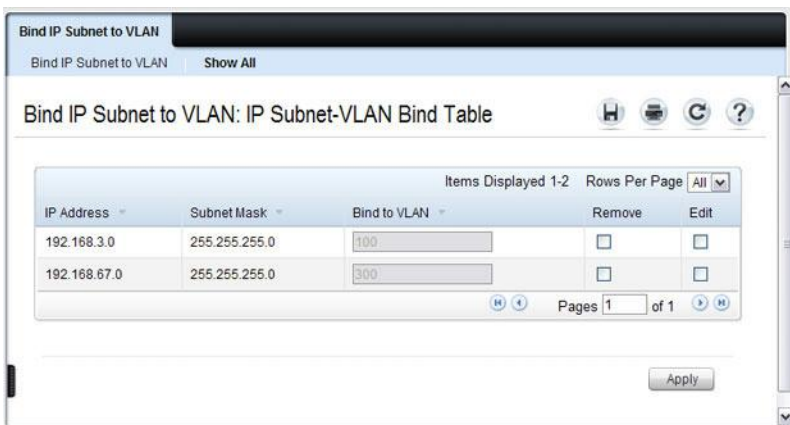 Bind IP Subnet to VLAN
Bind IP Subnet to VLAN Show All
Bind IP Subnet to VLAN: IP Subnet-VLAN Bind Table
Items Displayed 1-2 Rows Per Page All
IP Address Subnet Mask Bind to VLAN Remove Edit
192.168.3.0 255.255.255.0 100
192.168.67.0 255.255.255.0 300
Pages 1 of 1
Apply